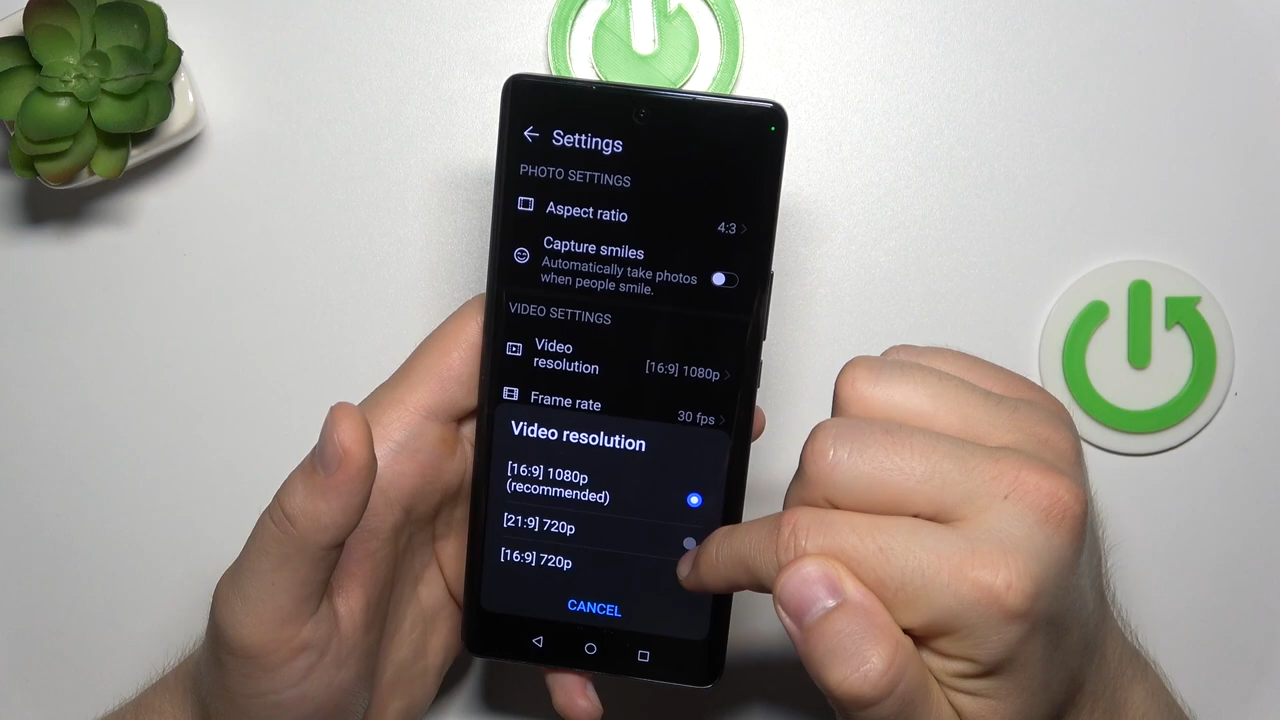 Settings
PHOTO SETTINGS
Aspect ratio
4:3
Capture smiles
Automatically take photos
when people smile.
VIDEO SETTINGS
Video
resolution
[16:9] 1080p
Frame rate
30 fps
Video resolution
[16:9] 1080p
(recommended)
[21:9] 720p
[16:9] 720p
CANCEL